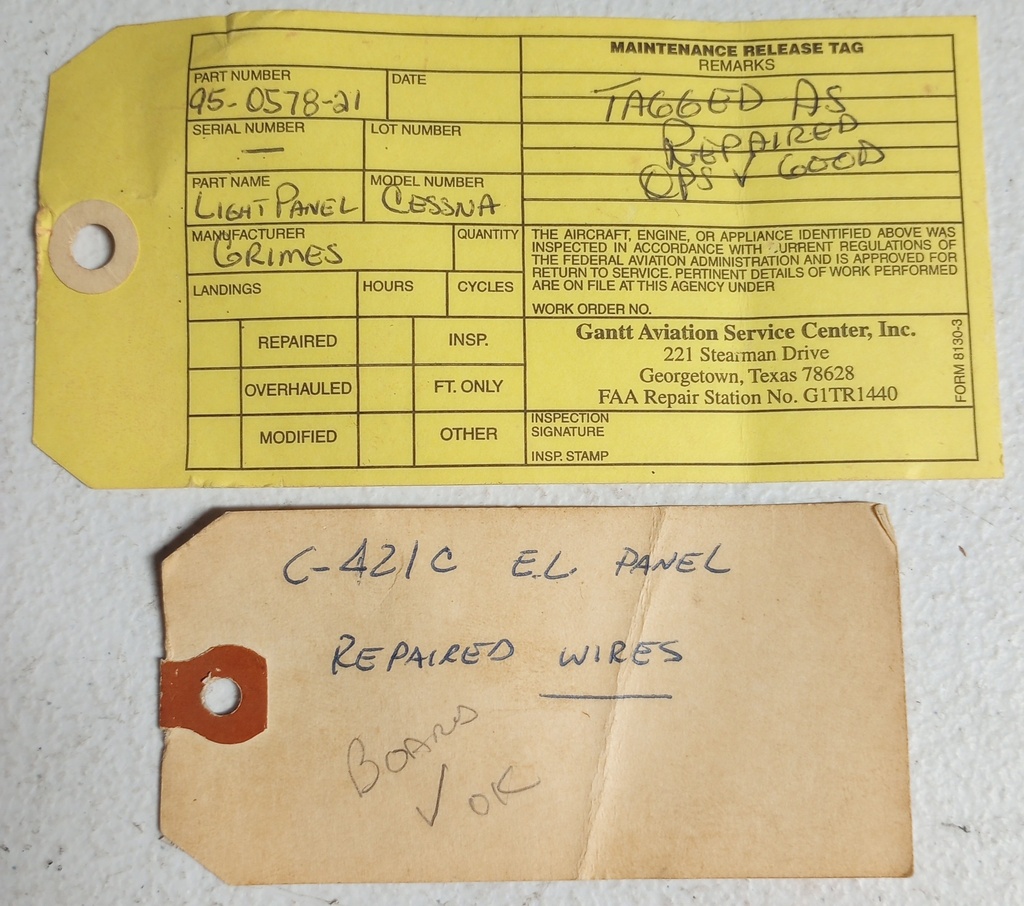 MAINTENANCE RELEASE TAG
REMARKS
TAGGED AS
REPAIRED
OPS ✓ GOOD
PART NUMBER
95-0578-21
DATE
SERIAL NUMBER
—
LOT NUMBER
PART NAME
LIGHT PANEL
MODEL NUMBER
CESSNA
MANUFACTURER
GRIMES
QUANTITY
LANDINGS
HOURS
CYCLES
REPAIRED
INSP.
OVERHAULED
FT. ONLY
MODIFIED
OTHER
THE AIRCRAFT, ENGINE, OR APPLIANCE IDENTIFIED ABOVE WAS
INSPECTED IN ACCORDANCE WITH CURRENT REGULATIONS OF
THE FEDERAL AVIATION ADMINISTRATION AND IS APPROVED FOR
RETURN TO SERVICE. PERTINENT DETAILS OF WORK PERFORMED
ARE ON FILE AT THIS AGENCY UNDER
WORK ORDER NO.
Gantt Aviation Service Center, Inc.
221 Stearman Drive
Georgetown, Texas 78628
FAA Repair Station No. G1TR1440
FORM 8130-3
INSPECTION
SIGNATURE
INSP. STAMP
C-421C E.L. PANEL
REPAIRED WIRES
BOARD
✓ OK